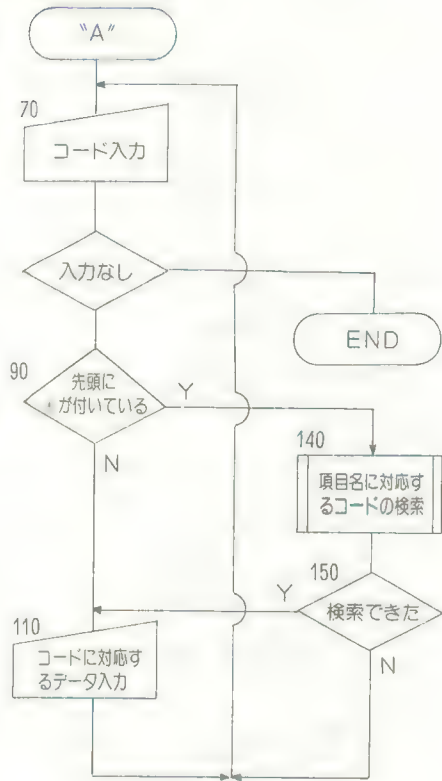 "A"
70
コード入力
入力なし
END
90
先頭に
が付いている
Y
N
140
項目名に対応す
るコードの検索
150
検索できた
Y
N
110
コードに対応す
るデータ入力